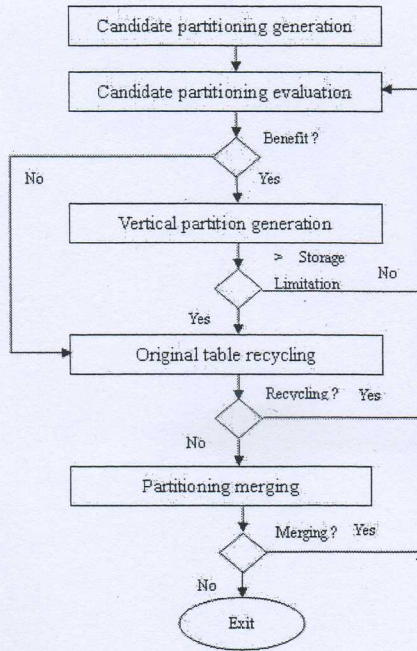 Candidate partitioning generation
Candidate partitioning evaluation
Benefit ?
No
Yes
Vertical partition generation
> Storage
Limitation
No
Yes
Original table recycling
Recycling ? Yes
No
Partitioning merging
Merging ? Yes
No
Exit